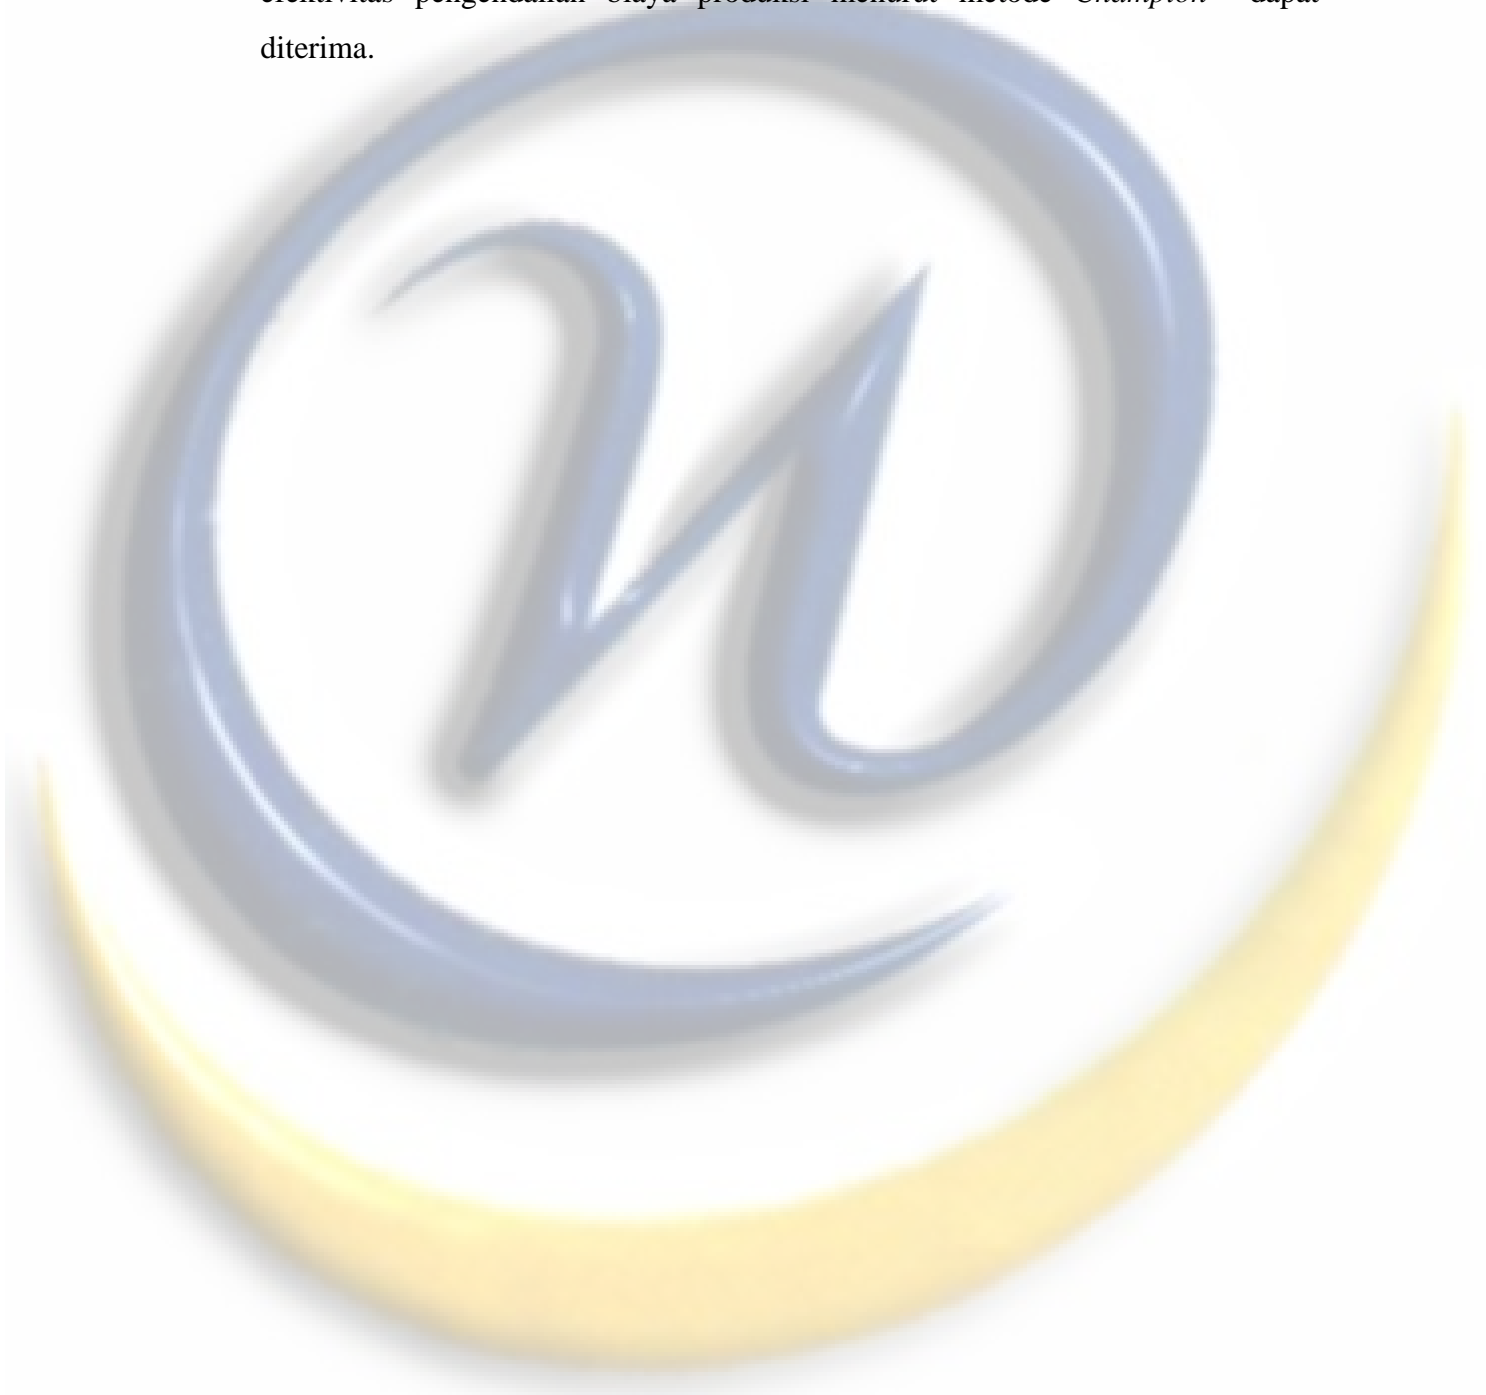 efektivitas pengendalian biaya produksi menurut metode Champion" dapat
diterima.